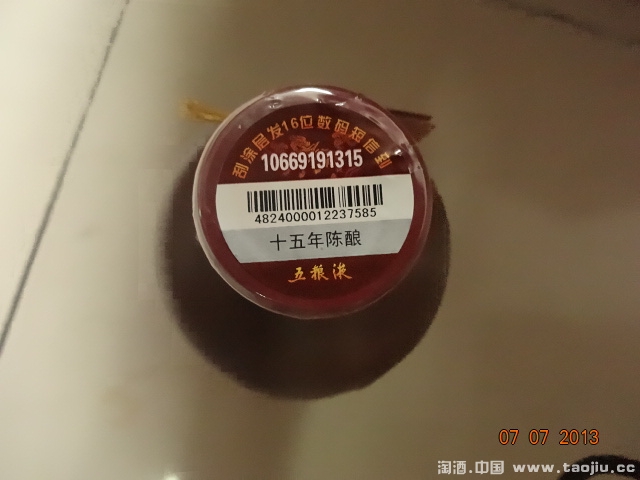 刮涂层发16位数码短信到
10669191315
4824000012237585
十五年陈酿
五粮液
07 07 2013
淘酒.中国 www.taojiu.cc